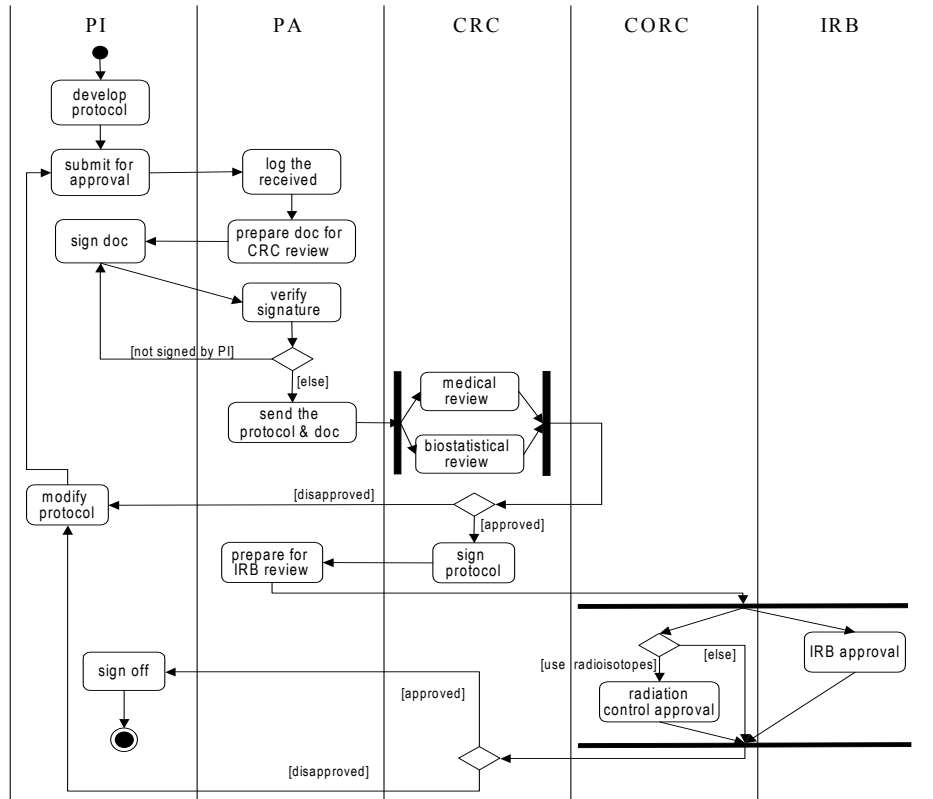 PI
PA
CRC
CORC
IRB
develop
protocol
submit for
approval
log the
received
sign doc
prepare doc for
CRC review
verify
signature
[not signed by PI]
[else]
medical
review
send the
protocol & doc
biostatistical
review
[disapproved]
modify
protocol
[approved]
prepare for
IRB review
sign
protocol
[else]
IRB approval
[use radioisotopes]
sign off
[approved]
radiation
control approval
[disapproved]